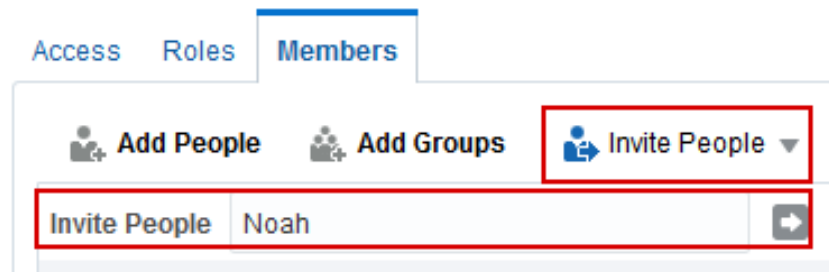 Access Roles Members
Add People Add Groups Invite People
Invite People Noah